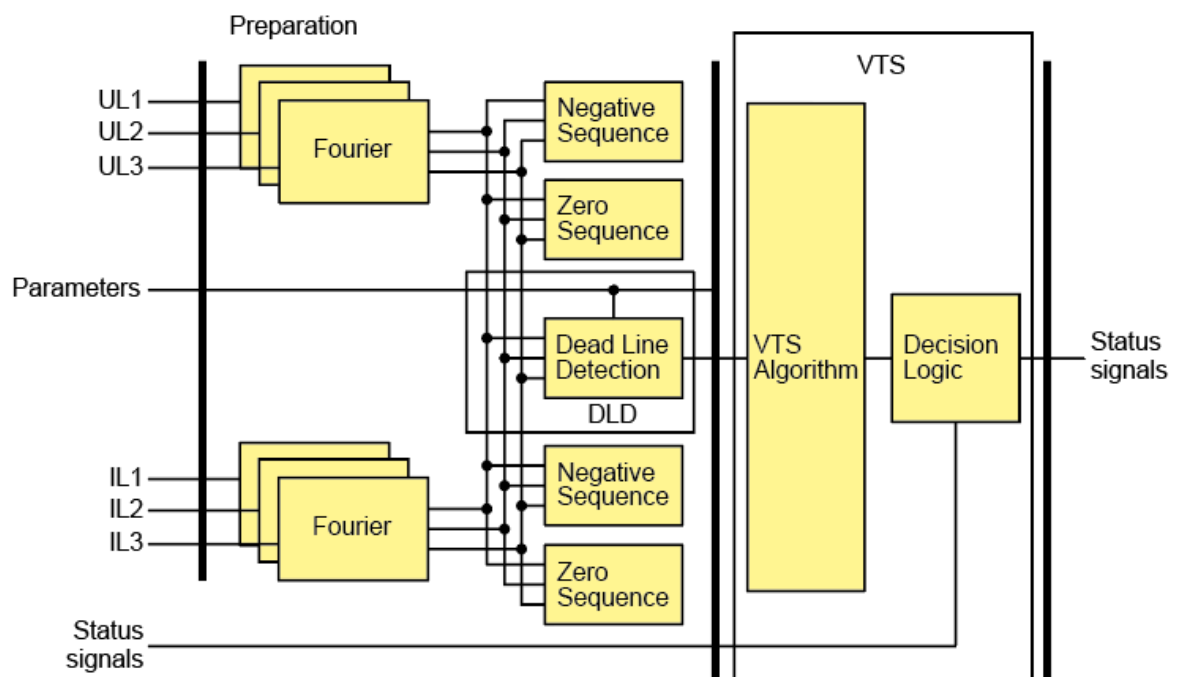 Preparation
VTS
UL1
UL2
UL3
Fourier
Negative
Sequence
Zero
Sequence
Parameters
Dead Line
Detection
DLD
VTS
Algorithm
Decision
Logic
Status
signals
IL1
IL2
IL3
Fourier
Negative
Sequence
Zero
Sequence
Status
signals